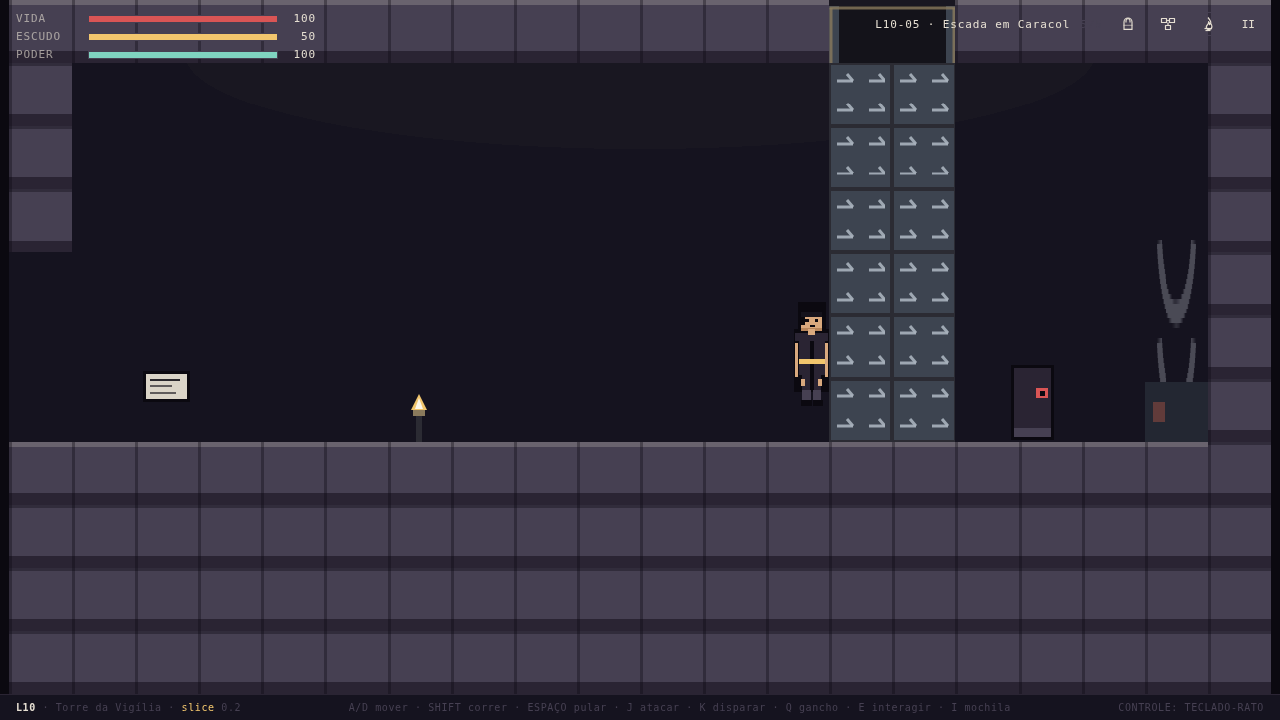 VIDA 100
ESCUDO 50
PODER 100
L10-05 · Escada em Caracol
II
L10 · Torre da Vigília · slice 0.2
A/D mover · SHIFT correr · ESPAÇO pular · J atacar · K disparar · Q gancho · E interagir · I mochila
CONTROLE: TECLADO-RATO